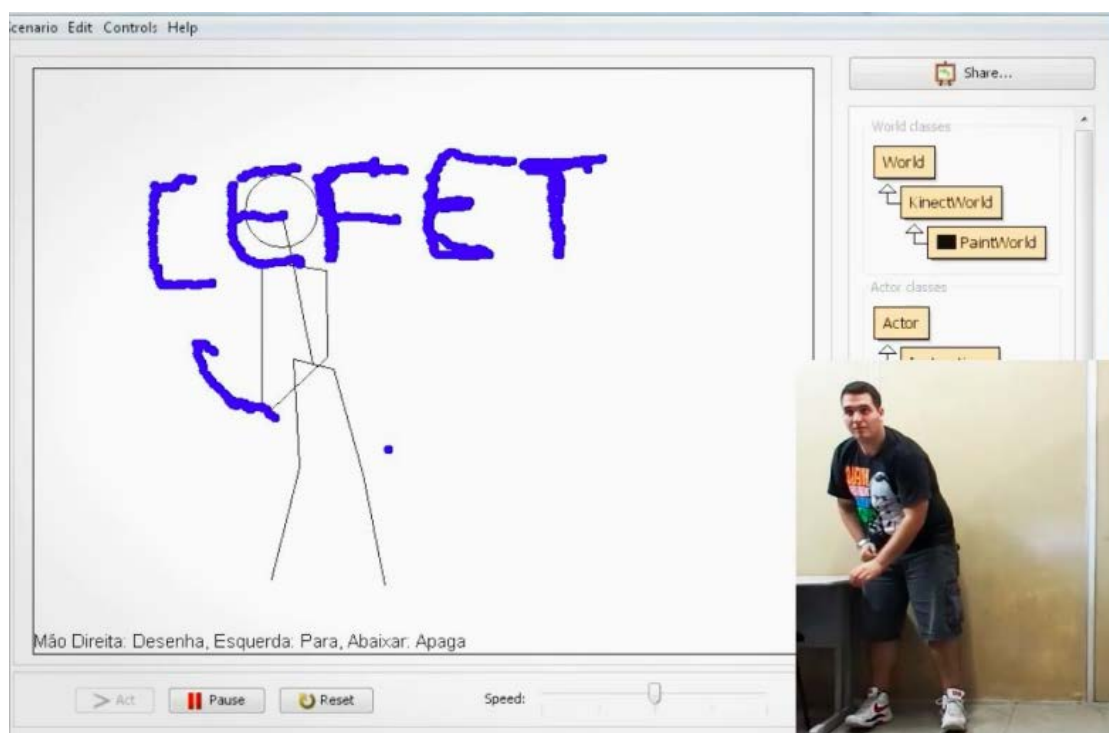 Scenario Edit Controls Help
Share...
World classes
World
KinectWorld
PaintWorld
Actor classes
Actor
CEFET
Mão Direita: Desenha, Esquerda: Para, Abaixar: Apaga
Act
Pause
Reset
Speed: